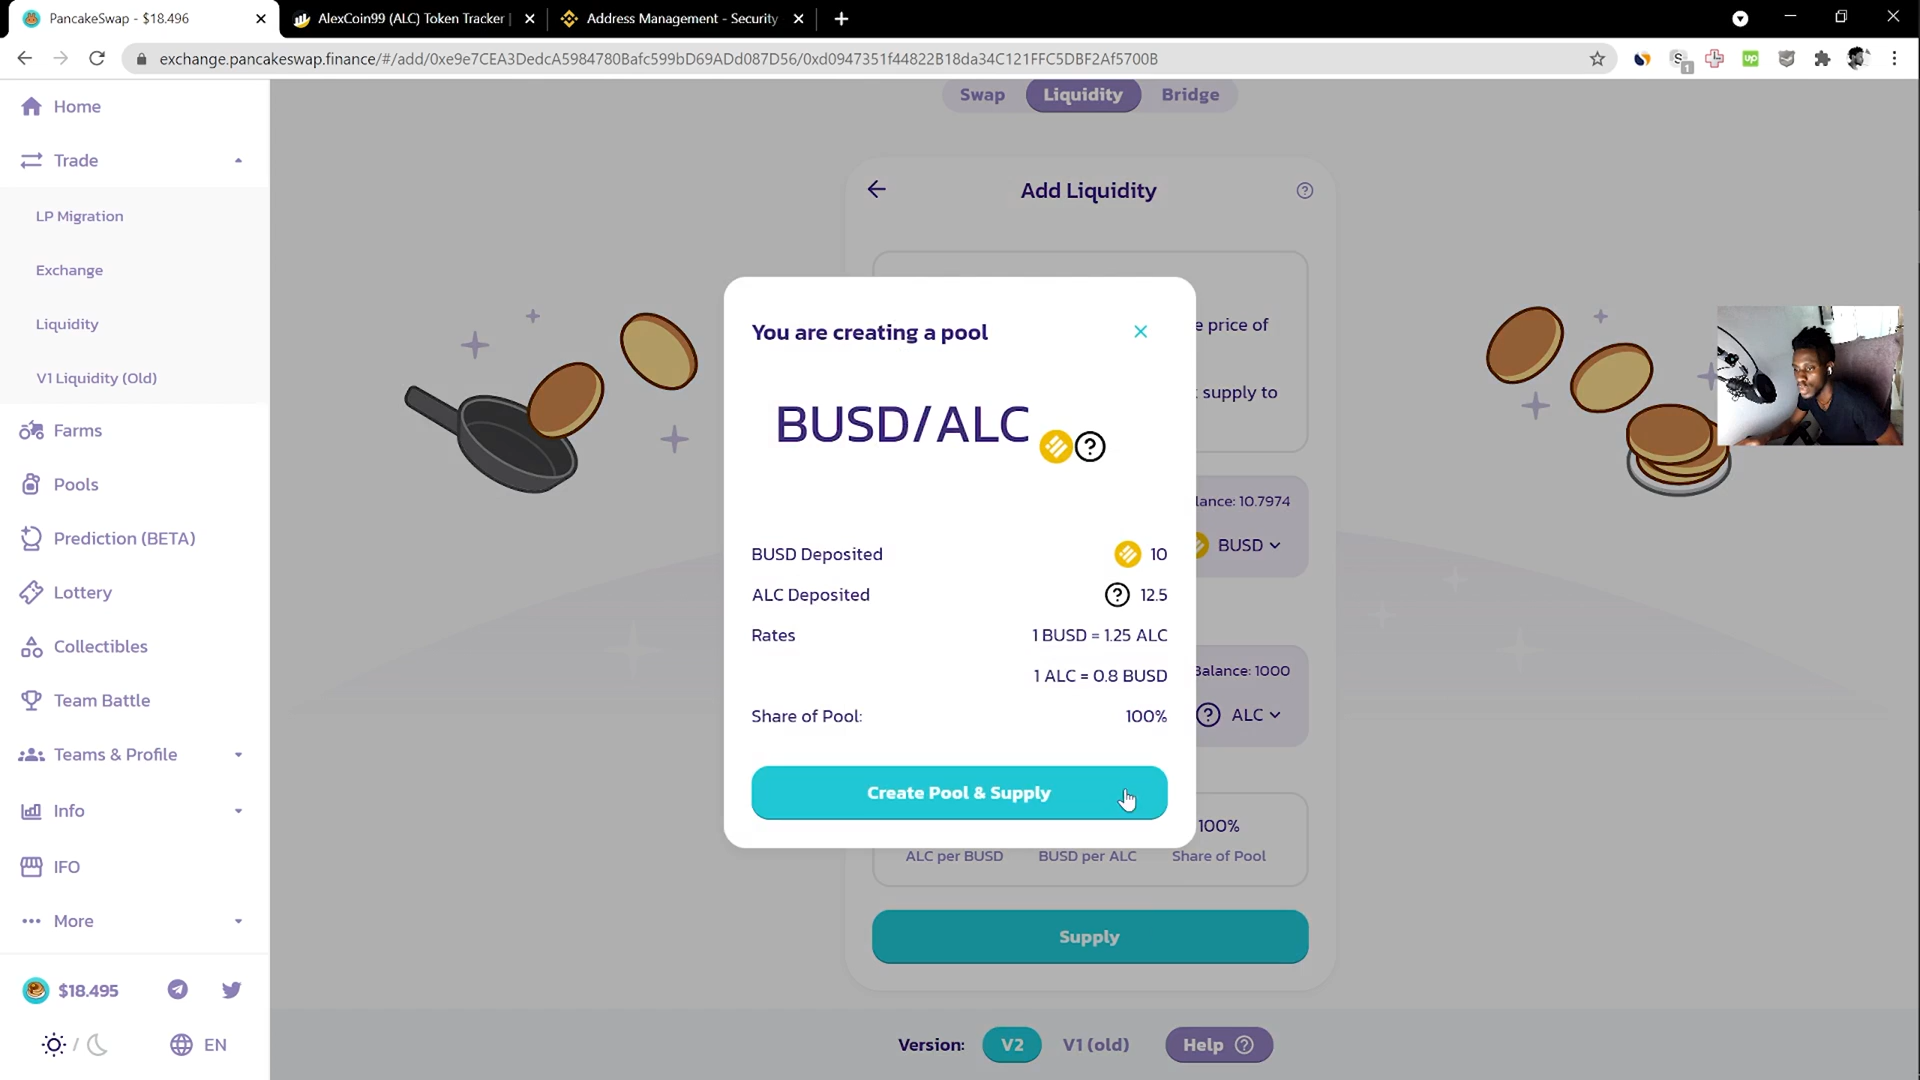 PancakeSwap - $18.496
AlexCoin99 (ALC) Token Tracker
Address Management - Security
exchange.pancakeswap.finance/#/add/0xe9e7CEA3DedcA5984780Bafc599bD69ADd087D56/0xd0947351f44822B18da34C121FFC5DBF2Af5700B
S
1
up
Home
Trade
LP Migration
Exchange
Liquidity
V1 Liquidity (Old)
Farms
Pools
Prediction (BETA)
Lottery
Collectibles
Team Battle
Teams & Profile
Info
IFO
More
$18.495
/
EN
Swap
Liquidity
Bridge
Add Liquidity
?
e price of
supply to
lance: 10.7974
BUSD
Balance: 1000
? ALC
100%
ALC per BUSD
BUSD per ALC
Share of Pool
Supply
You are creating a pool
BUSD/ALC
?
BUSD Deposited 10
ALC Deposited ? 12.5
Rates 1 BUSD = 1.25 ALC
1 ALC = 0.8 BUSD
Share of Pool: 100%
Create Pool & Supply
Version: V2 V1 (old) Help ?